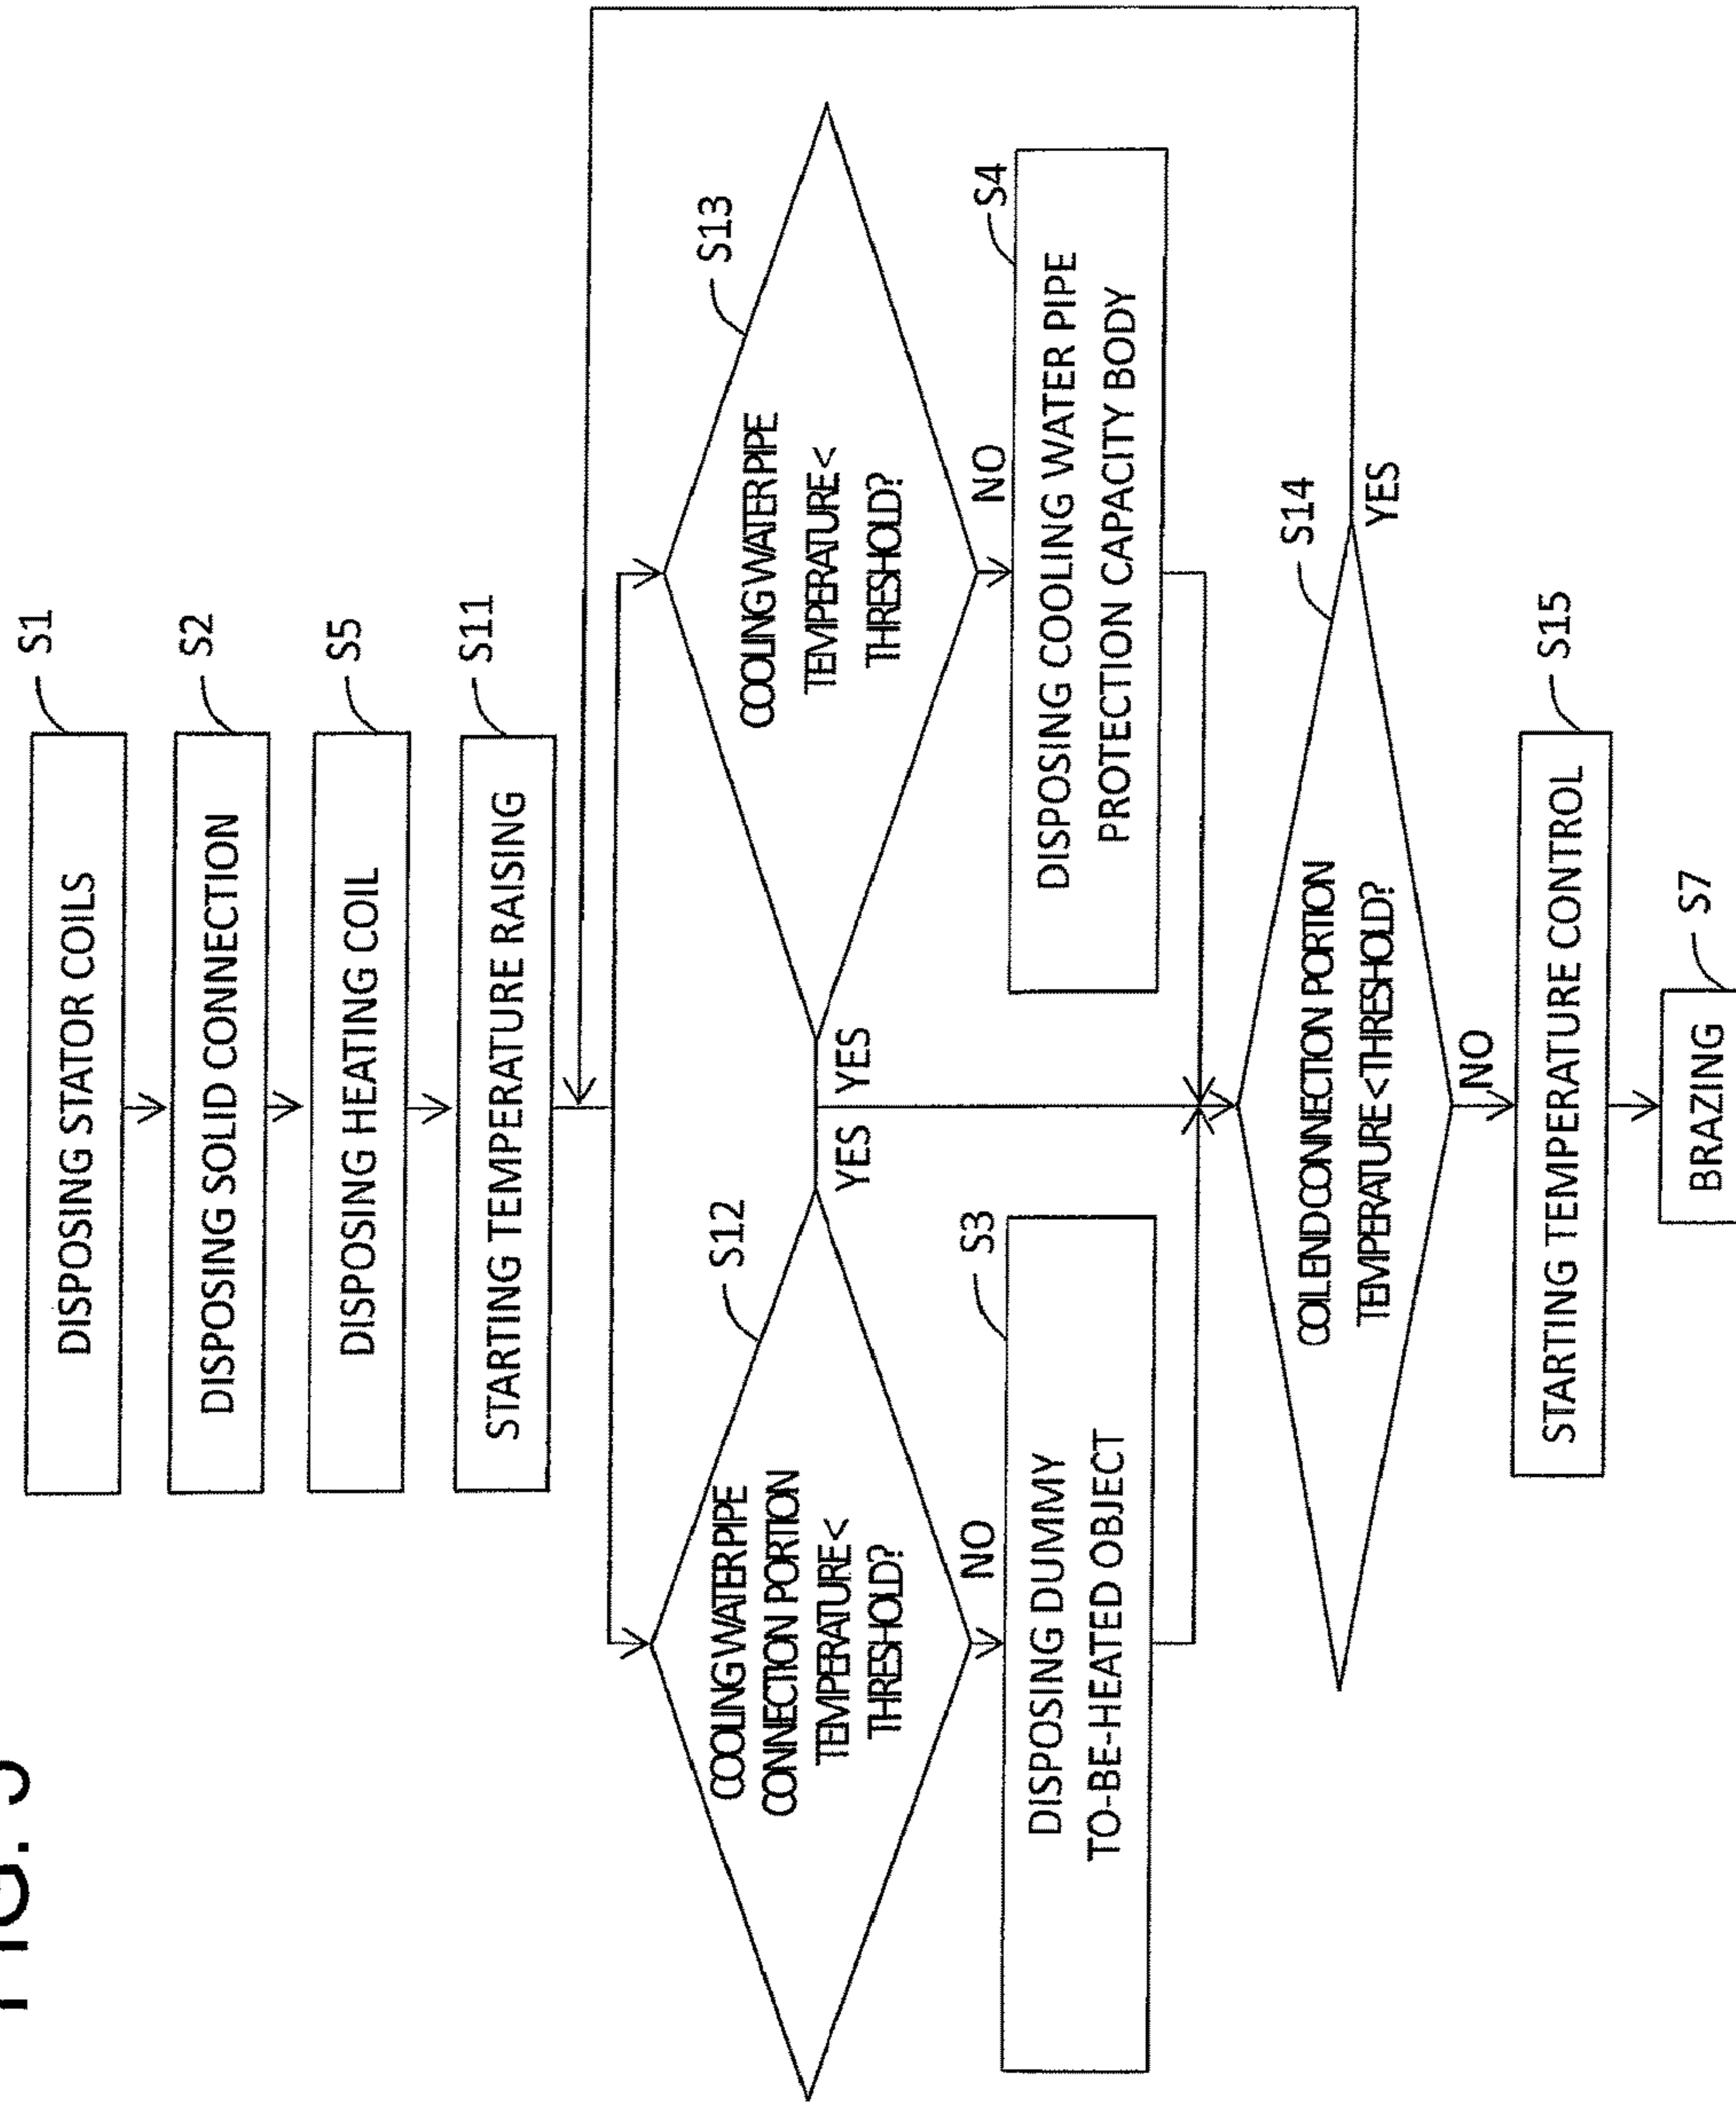 DISPOSING STATOR COILS
S1
DISPOSING SOLID CONNECTION
S2
DISPOSING HEATING COIL
S5
STARTING TEMPERATURE RAISING
S11
COOLING WATER PIPE
CONNECTION PORTION
TEMPERATURE <
THRESHOLD?
S12
YES
NO
COOLING WATER PIPE
TEMPERATURE <
THRESHOLD?
S13
YES
NO
DISPOSING DUMMY
TO-BE-HEATED OBJECT
S3
DISPOSING COOLING WATER PIPE
PROTECTION CAPACITY BODY
S4
COIL END CONNECTION PORTION
TEMPERATURE < THRESHOLD?
S14
YES
NO
STARTING TEMPERATURE CONTROL
S15
BRAZING
S7